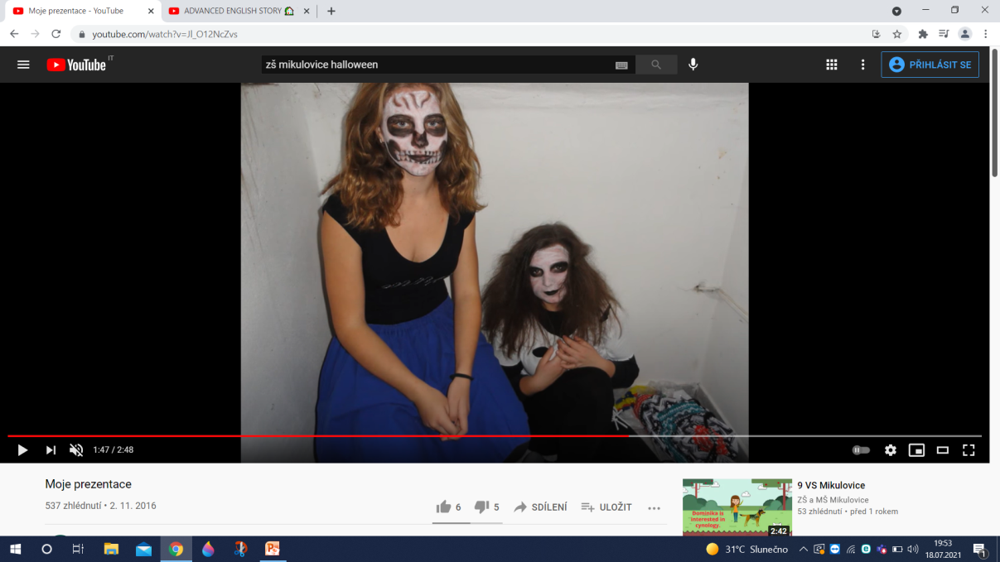 Moje prezentace - YouTube
ADVANCED ENGLISH STORY
youtube.com/watch?v=Jl_O12NcZvs
YouTube IT
zš mikulovice halloween
PŘIHLÁSIT SE
1:47 / 2:48
Moje prezentace
537 zhlédnutí • 2. 11. 2016
6
5
SDÍLENÍ
ULOŽIT
Dominika is
interested in
cynology.
2:42
9 VS Mikulovice
ZŠ a MŠ Mikulovice
53 zhlédnutí • před 1 rokem
31°C Slunečno
19:53
18.07.2021
1